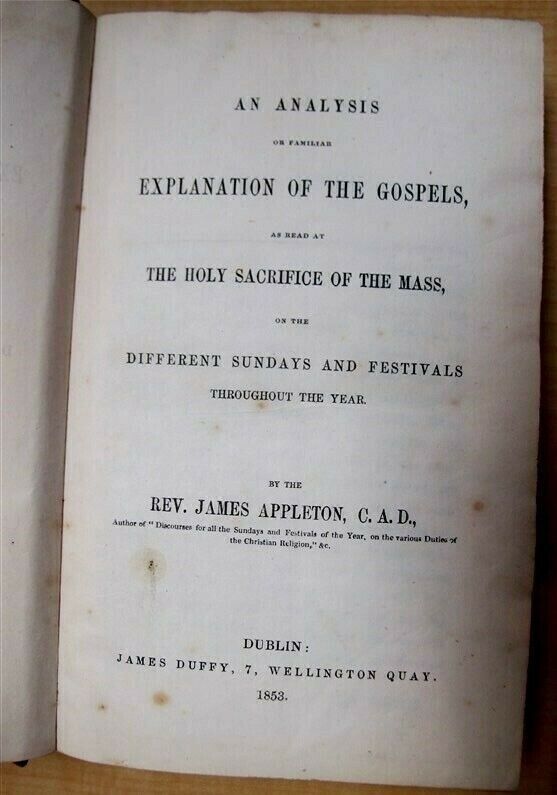 AN ANALYSIS
OR FAMILIAR
EXPLANATION OF THE GOSPELS,
AS READ AT
THE HOLY SACRIFICE OF THE MASS,
ON THE
DIFFERENT SUNDAYS AND FESTIVALS
THROUGHOUT THE YEAR.
BY THE
REV. JAMES APPLETON, C. A. D.,
Author of "Discourses for all the Sundays and Festivals of the Year, on the various Duties of
the Christian Religion," &c.
DUBLIN:
JAMES DUFFY, 7, WELLINGTON QUAY.
1853.